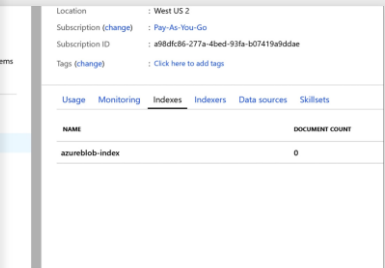 Location : West US 2
Subscription (change) : Pay-As-You-Go
Subscription ID : a98dfc86-277a-4bed-93fa-b07419a9ddae
ems
Tags (change) : Click here to add tags
Usage Monitoring Indexes Indexers Data sources Skillsets
NAME DOCUMENT COUNT
azureblob-index 0